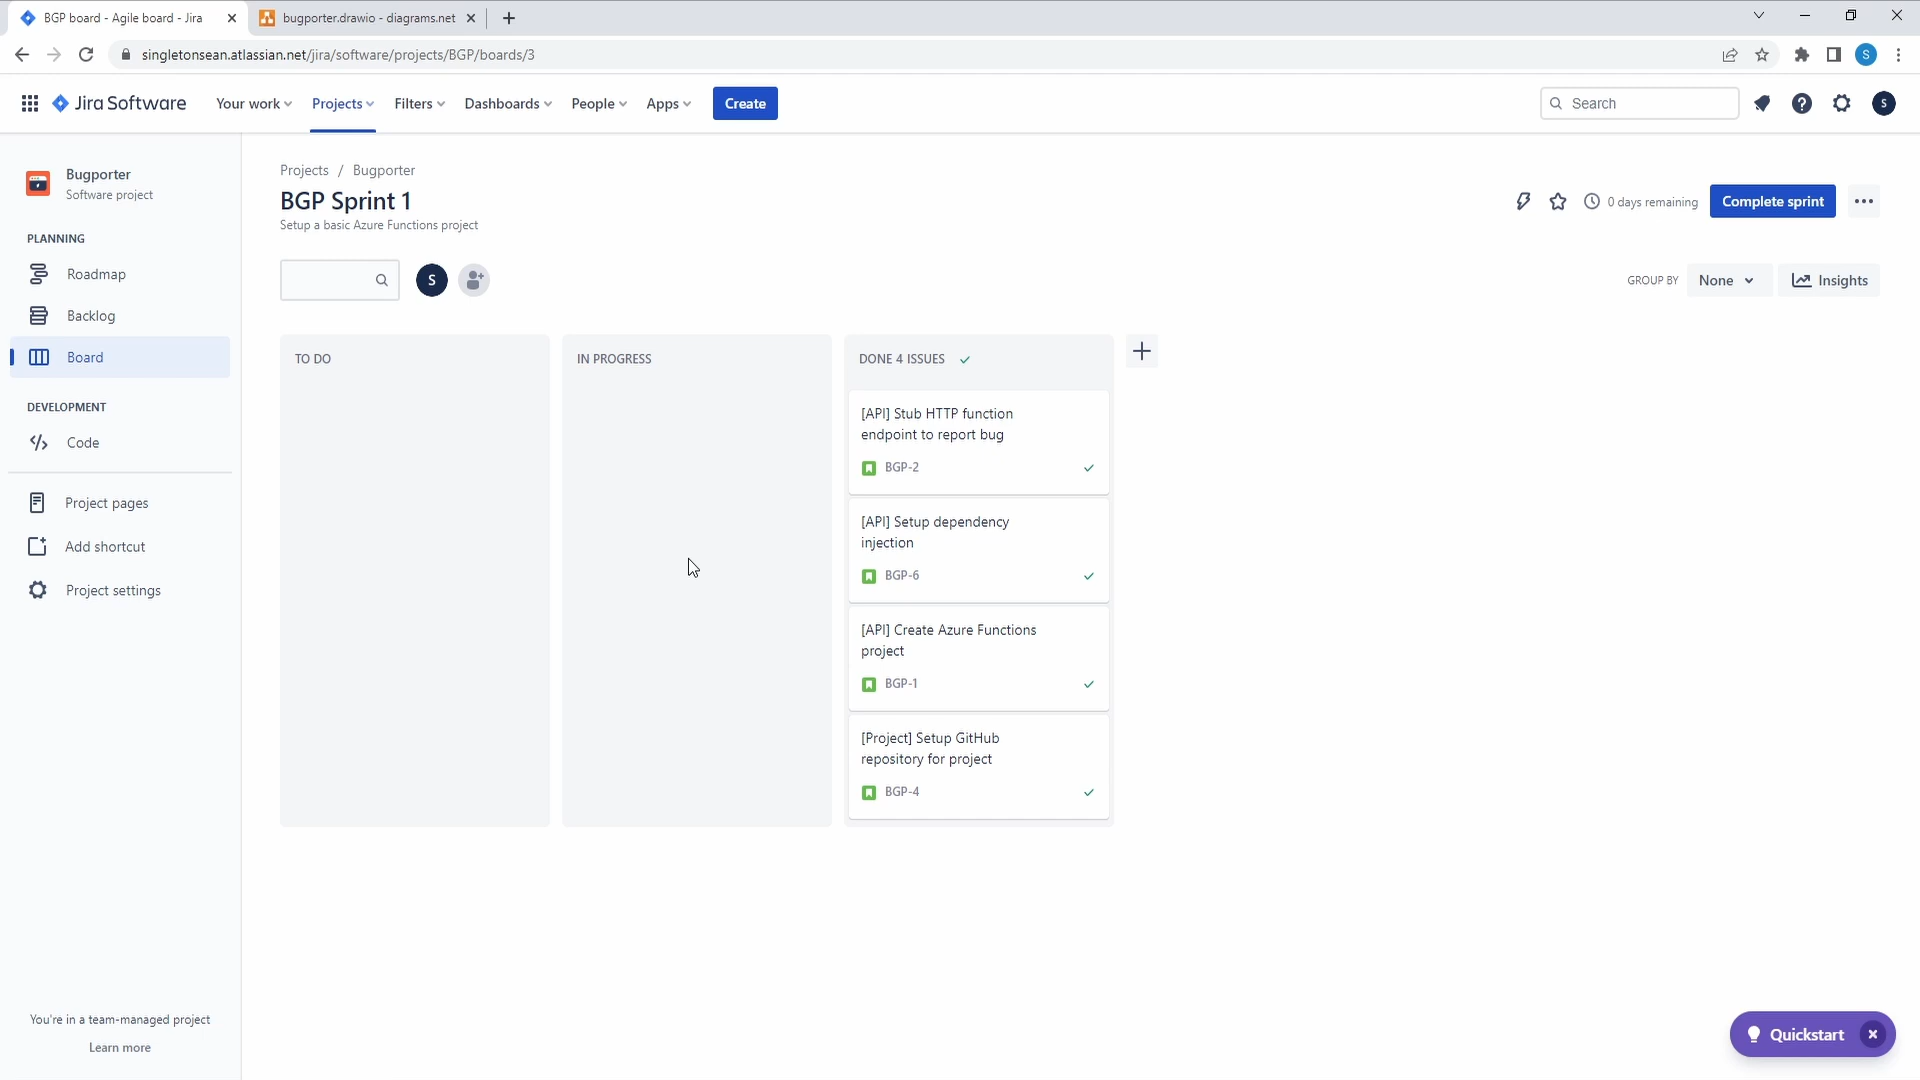 BGP board - Agile board - Jira
bugporter.drawio - diagrams.net
singletonsean.atlassian.net/jira/software/projects/BGP/boards/3
S
Jira Software
Your work
Projects
Filters
Dashboards
People
Apps
Create
Search
S
Bugporter
Software project
PLANNING
Roadmap
Backlog
Board
DEVELOPMENT
Code
Project pages
Add shortcut
Project settings
You're in a team-managed project
Learn more
Projects / Bugporter
BGP Sprint 1
Setup a basic Azure Functions project
0 days remaining
Complete sprint
S
GROUP BY
None
Insights
TO DO
IN PROGRESS
DONE 4 ISSUES
[API] Stub HTTP function
endpoint to report bug
BGP-2
[API] Setup dependency
injection
BGP-6
[API] Create Azure Functions
project
BGP-1
[Project] Setup GitHub
repository for project
BGP-4
Quickstart